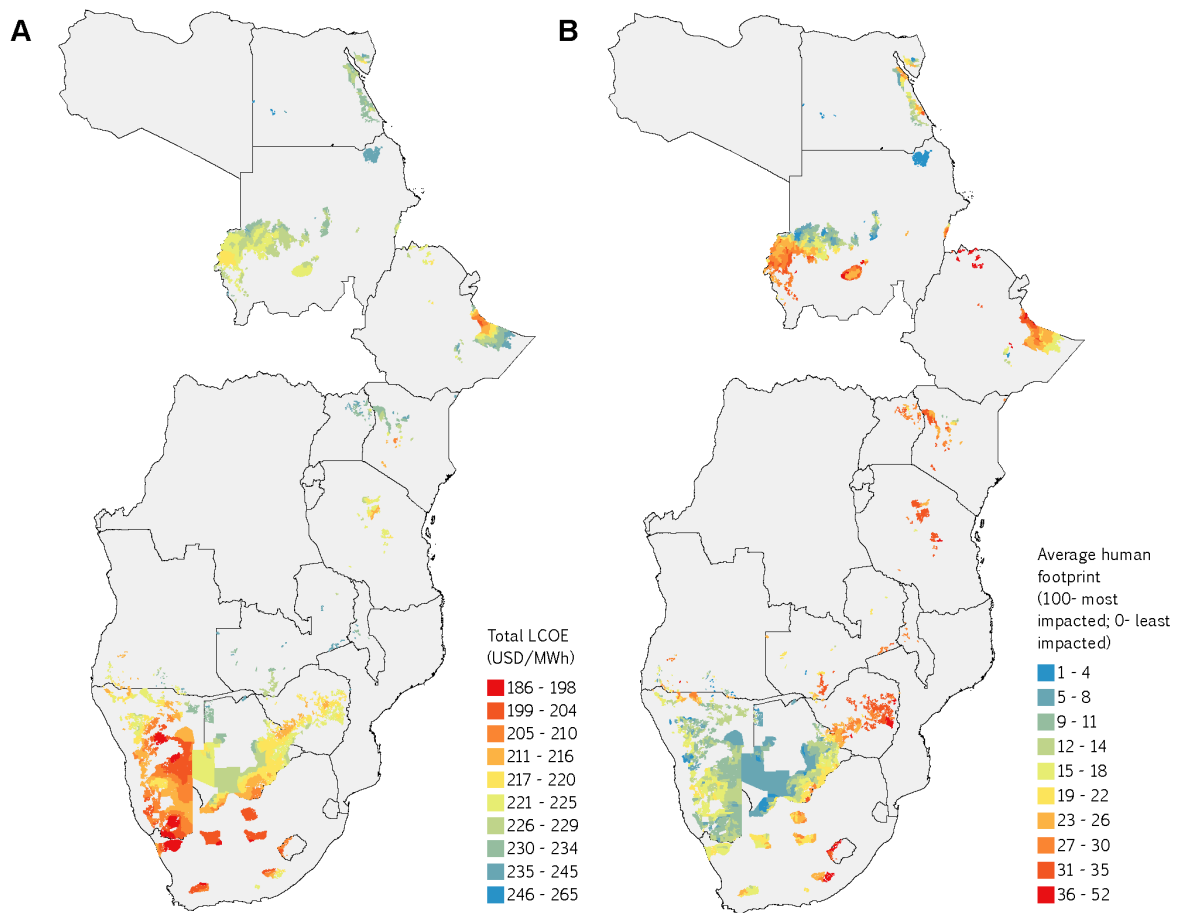 A
B
Total LCOE
(USD/MWh)
186 - 198
199 - 204
205 - 210
211 - 216
217 - 220
221 - 225
226 - 229
230 - 234
235 - 245
246 - 265
Average human
footprint
(100- most
impacted; 0- least
impacted)
1 - 4
5 - 8
9 - 11
12 - 14
15 - 18
19 - 22
23 - 26
27 - 30
31 - 35
36 - 52